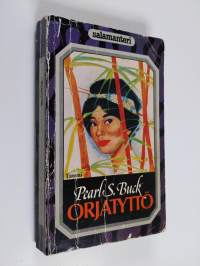 salamanteri
Tammi
Pearl S. Buck
ORJATYTTÖ